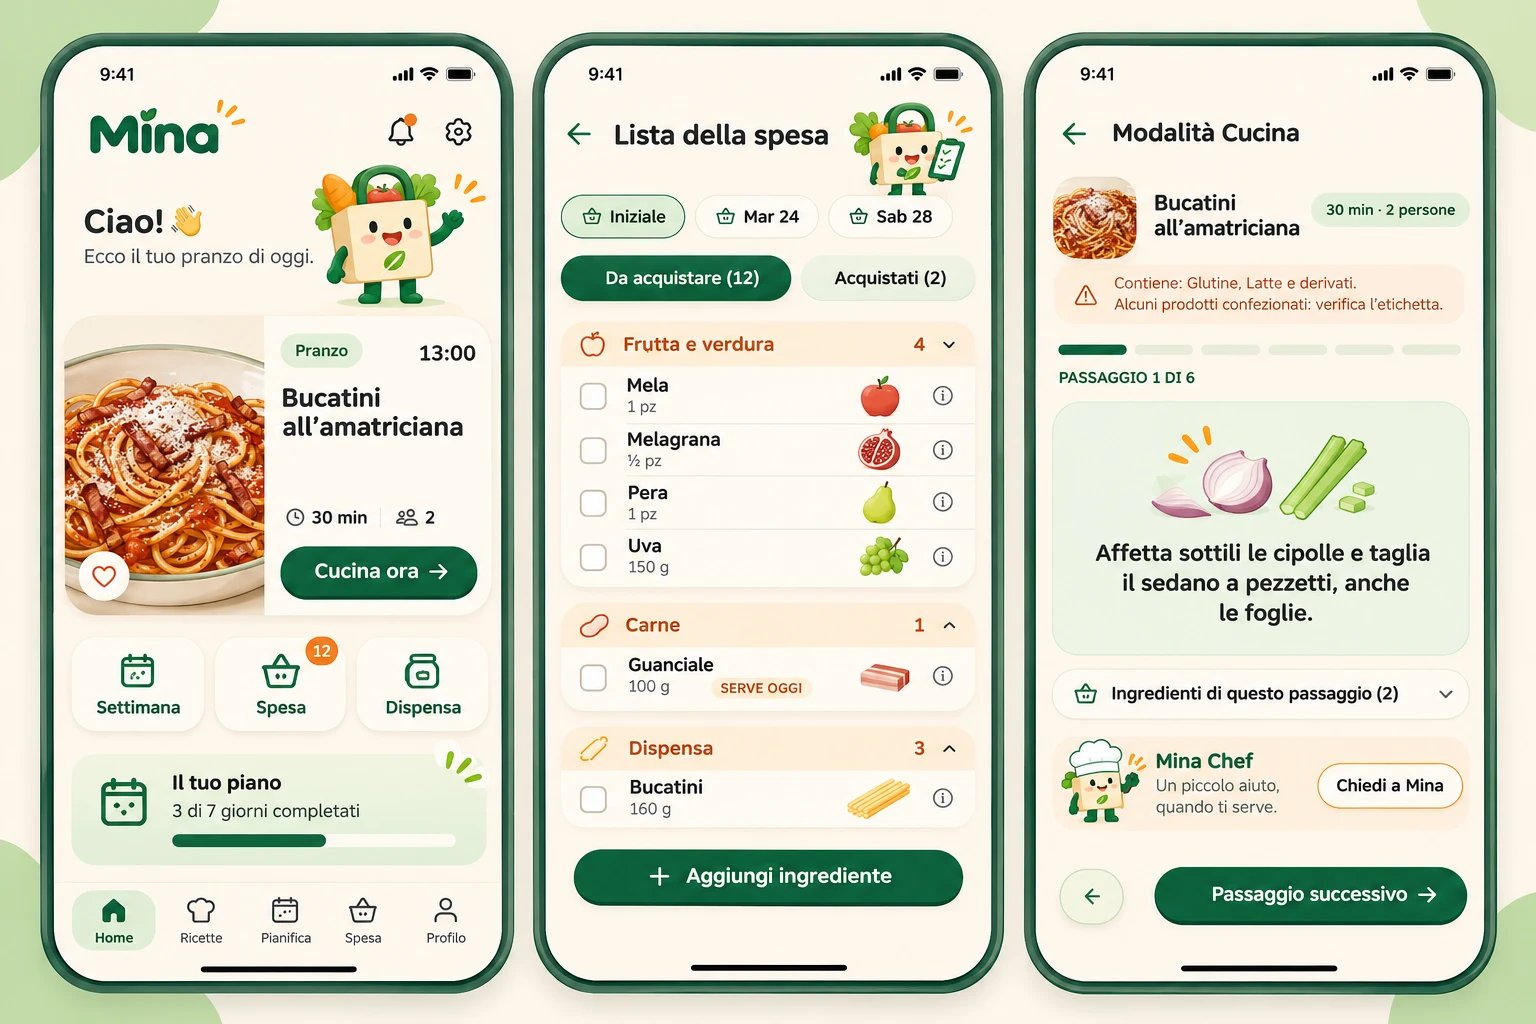 9:41
Mina
Ciao! 👋
Ecco il tuo pranzo di oggi.
Pranzo
13:00
Bucatini
all’amatriciana
30 min
2
Cucina ora →
Settimana
12
Spesa
Dispensa
Il tuo piano
3 di 7 giorni completati
Home
Ricette
Pianifica
Spesa
Profilo
9:41
← Lista della spesa
Iniziale
Mar 24
Sab 28
Da acquistare (12)
Acquistati (2)
Frutta e verdura
4
Mela
1 pz
Melagrana
½ pz
Pera
1 pz
Uva
150 g
Carne
1
Guanciale
100 g
SERVE OGGI
Dispensa
3
Bucatini
160 g
+ Aggiungi ingrediente
9:41
← Modalità Cucina
Bucatini
all’amatriciana
30 min · 2 persone
Contiene: Glutine, Latte e derivati.
Alcuni prodotti confezionati: verifica l’etichetta.
PASSAGGIO 1 DI 6
Affetta sottili le cipolle e taglia
il sedano a pezzetti, anche
le foglie.
Ingredienti di questo passaggio (2)
Mina Chef
Un piccolo aiuto,
quando ti serve.
Chiedi a Mina
←
Passaggio successivo →